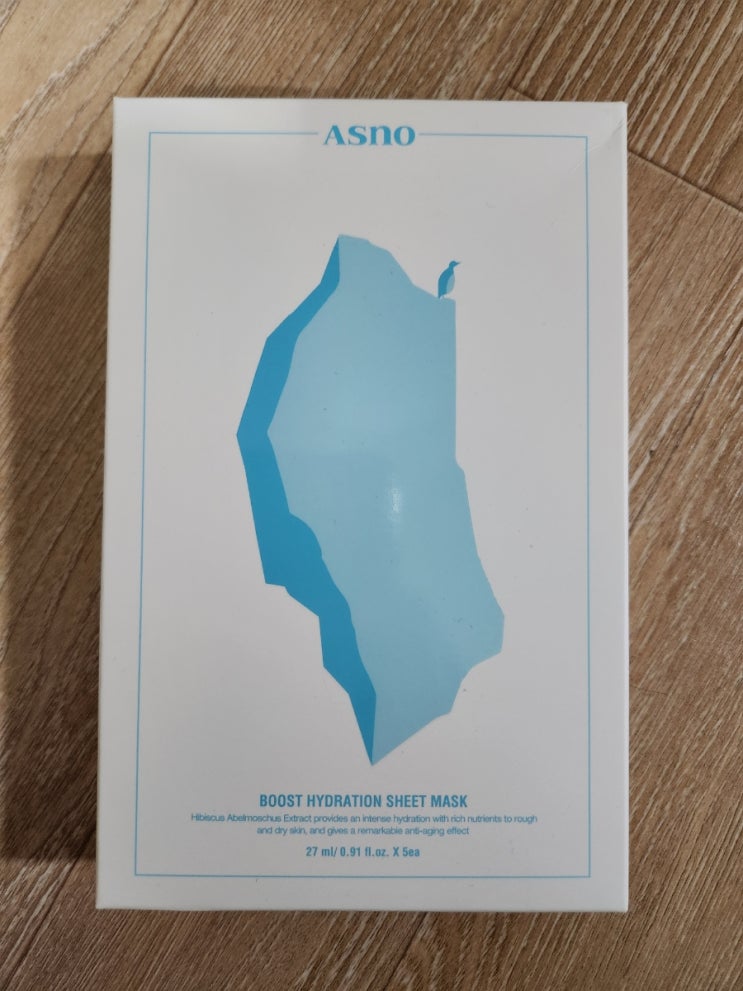 ASNO
BOOST HYDRATION SHEET MASK
Hibiscus Abelmoschus Extract provides an intense hydration with rich nutrients to rough
and dry skin, and gives a remarkable anti-aging effect
27 ml/ 0.91 fl.oz. X 5ea